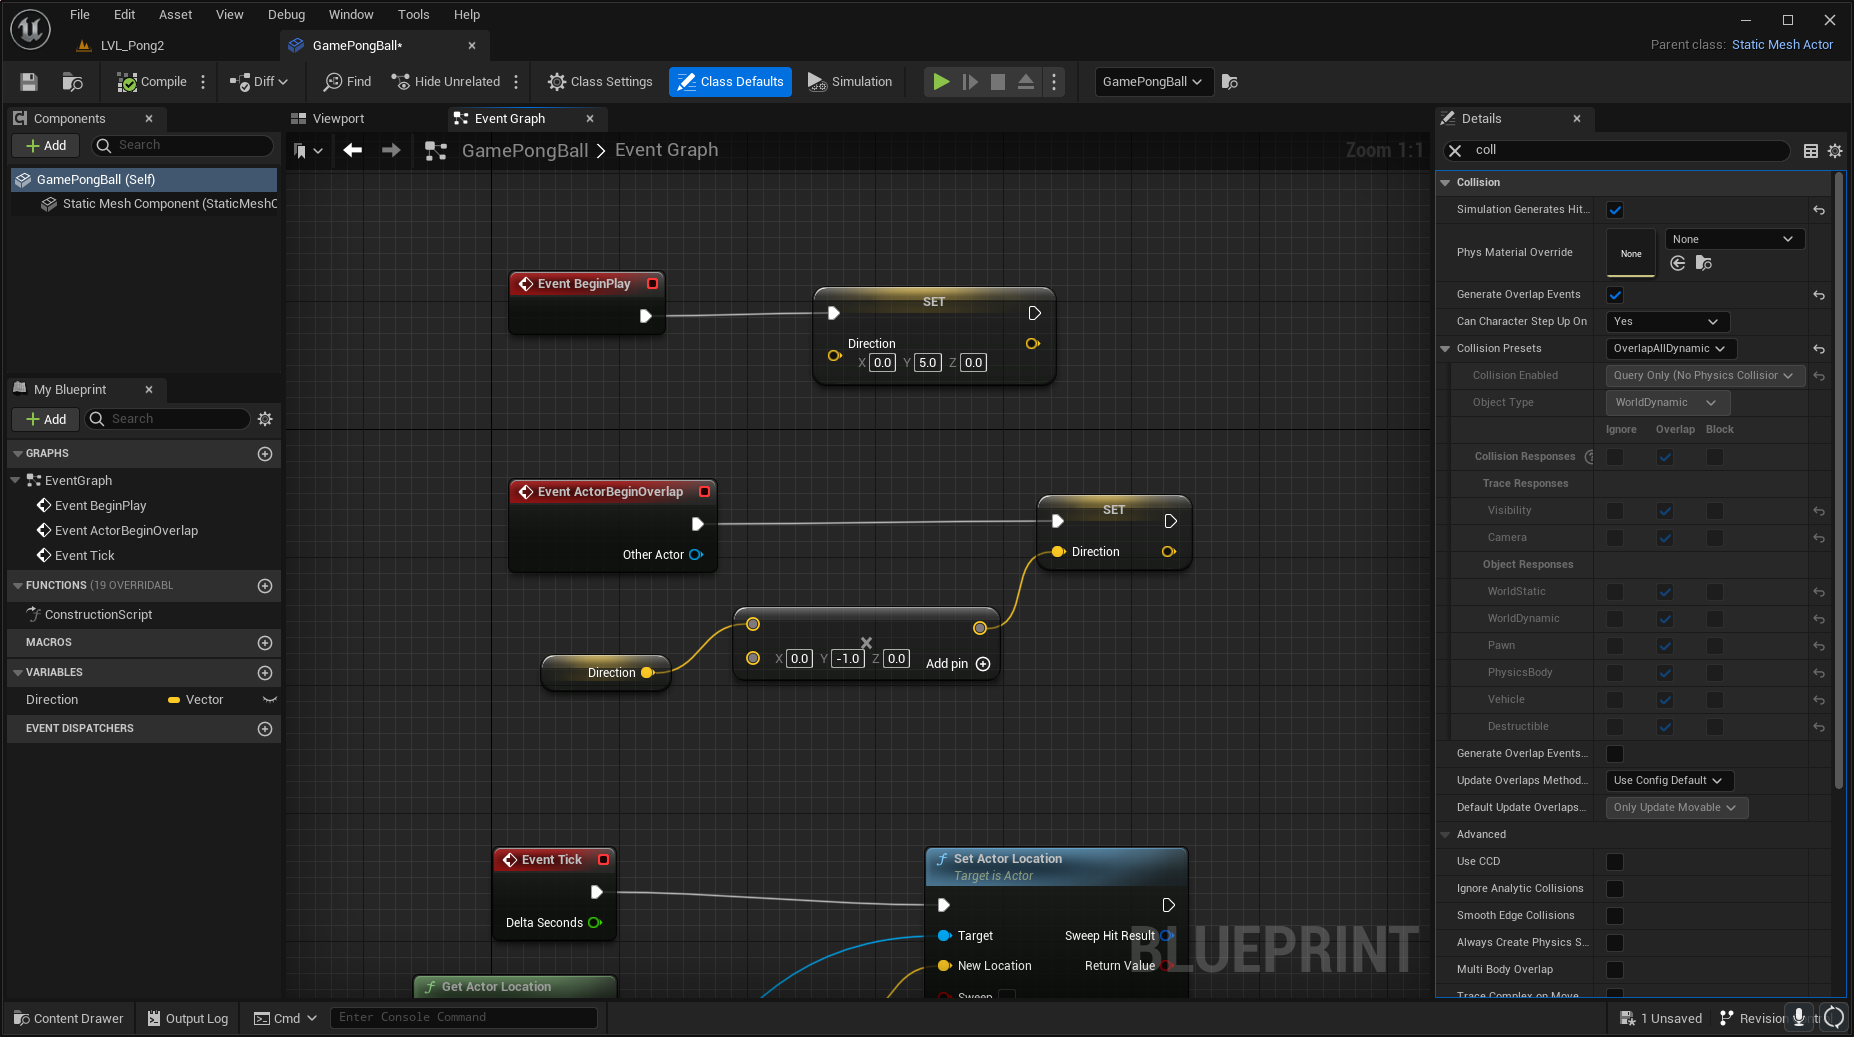 File Edit Asset View Debug Window Tools Help
LVL_Pong2
GamePongBall*
Parent class: Static Mesh Actor
Compile
Diff
Find
Hide Unrelated
Class Settings
Class Defaults
Simulation
GamePongBall
Components
Add
Search
GamePongBall (Self)
Static Mesh Component (StaticMeshC
My Blueprint
Add
Search
GRAPHS
EventGraph
Event BeginPlay
Event ActorBeginOverlap
Event Tick
FUNCTIONS (19 OVERRIDABL
ConstructionScript
MACROS
VARIABLES
Direction Vector
EVENT DISPATCHERS
Viewport
Event Graph
GamePongBall > Event Graph
Zoom 1:1
Event BeginPlay
SET
Direction
X 0.0 Y 5.0 Z 0.0
Event ActorBeginOverlap
Other Actor
SET
Direction
Direction
X 0.0 Y -1.0 Z 0.0
Add pin
Event Tick
Delta Seconds
Get Actor Location
Set Actor Location
Target is Actor
Target Sweep Hit Result
New Location Return Value
Sweep
BLUEPRINT
Details
coll
Collision
Simulation Generates Hit...
Phys Material Override
None
None
Generate Overlap Events
Can Character Step Up On Yes
Collision Presets OverlapAllDynamic
Collision Enabled Query Only (No Physics Collision
Object Type WorldDynamic
Ignore Overlap Block
Collision Responses
Trace Responses
Visibility
Camera
Object Responses
WorldStatic
WorldDynamic
Pawn
PhysicsBody
Vehicle
Destructible
Generate Overlap Events...
Update Overlaps Method... Use Config Default
Default Update Overlaps... Only Update Movable
Advanced
Use CCD
Ignore Analytic Collisions
Smooth Edge Collisions
Always Create Physics S...
Multi Body Overlap
Trace Complex on Move
Content Drawer
Output Log
Cmd
Enter Console Command
1 Unsaved
Revision